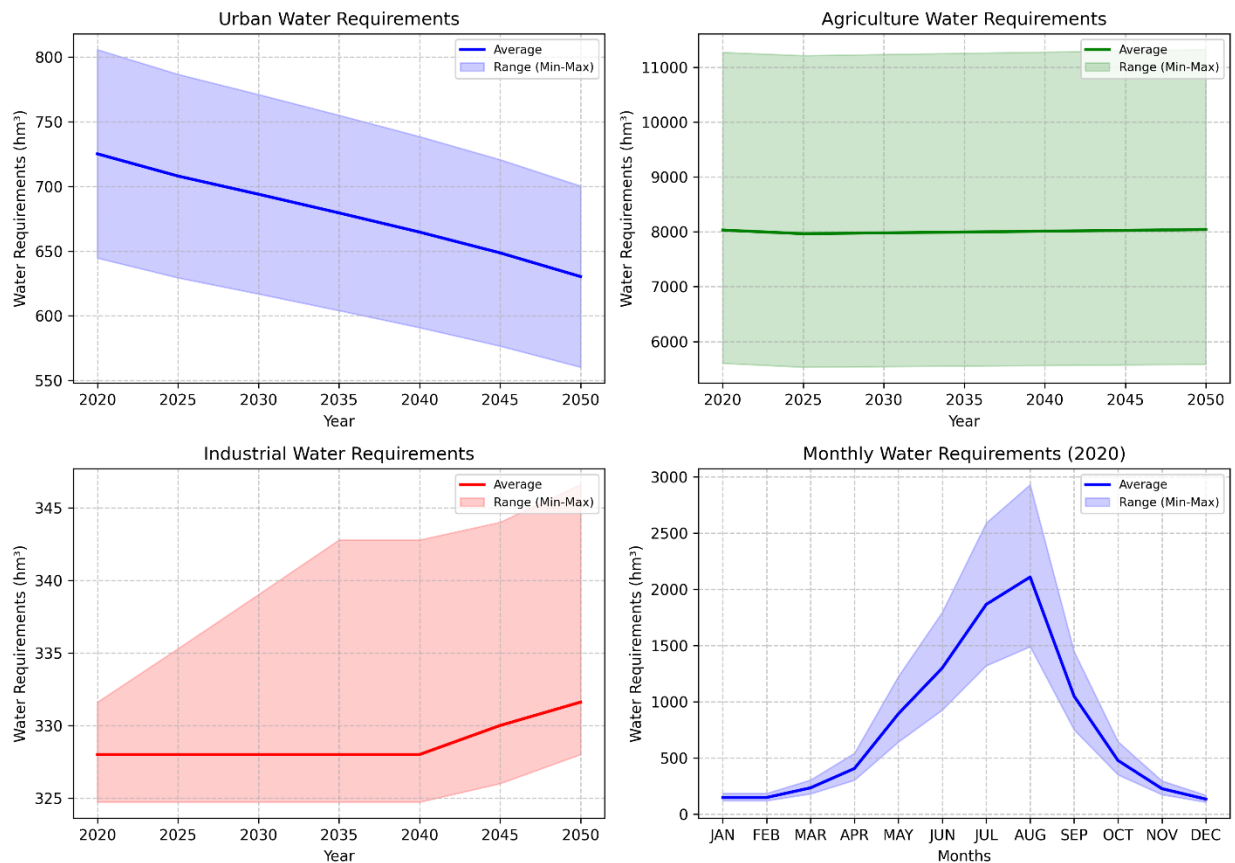 Urban Water Requirements
800
750
700
650
600
550
Water Requirements (hm³)
Average
Range (Min-Max)
2020 2025 2030 2035 2040 2045 2050
Year
Agriculture Water Requirements
11000
10000
9000
8000
7000
6000
Water Requirements (hm³)
Average
Range (Min-Max)
2020 2025 2030 2035 2040 2045 2050
Year
Industrial Water Requirements
345
340
335
330
325
Water Requirements (hm³)
Average
Range (Min-Max)
2020 2025 2030 2035 2040 2045 2050
Year
Monthly Water Requirements (2020)
3000
2500
2000
1500
1000
500
0
Water Requirements (hm³)
Average
Range (Min-Max)
JAN FEB MAR APR MAY JUN JUL AUG SEP OCT NOV DEC
Months